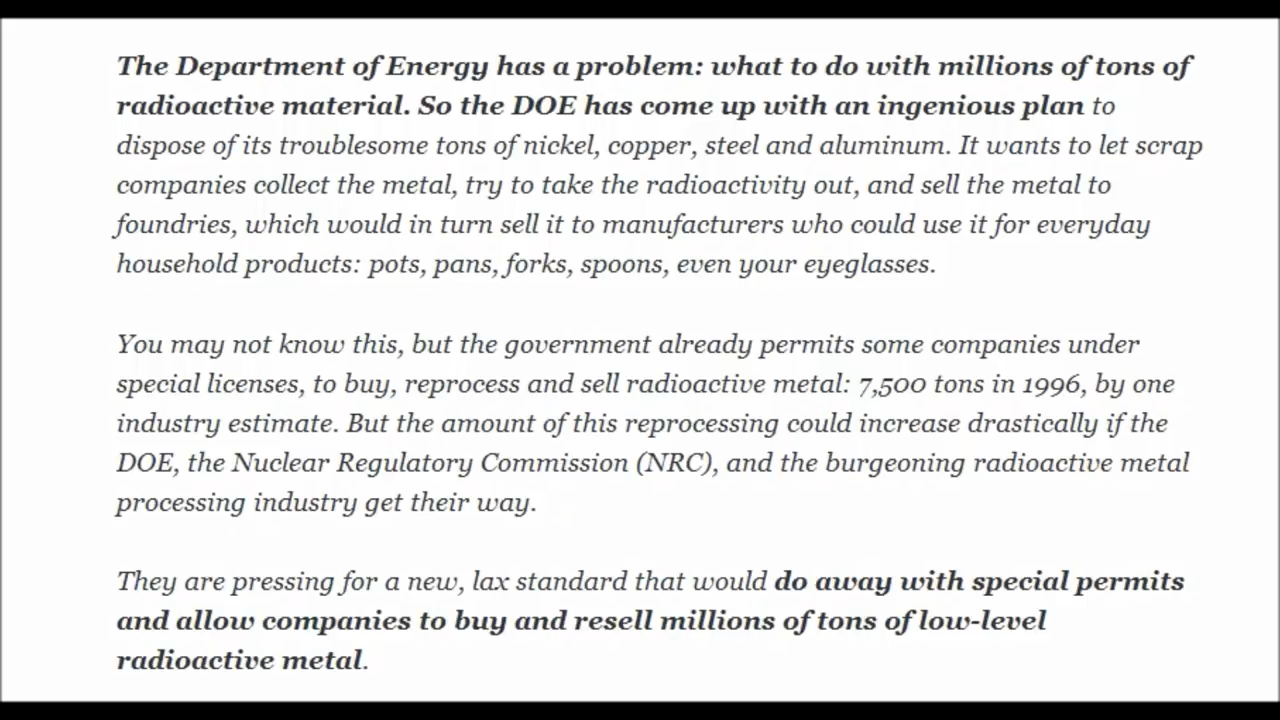 The Department of Energy has a problem: what to do with millions of tons of
radioactive material. So the DOE has come up with an ingenious plan to
dispose of its troublesome tons of nickel, copper, steel and aluminum. It wants to let scrap
companies collect the metal, try to take the radioactivity out, and sell the metal to
foundries, which would in turn sell it to manufacturers who could use it for everyday
household products: pots, pans, forks, spoons, even your eyeglasses.
You may not know this, but the government already permits some companies under
special licenses, to buy, reprocess and sell radioactive metal: 7,500 tons in 1996, by one
industry estimate. But the amount of this reprocessing could increase drastically if the
DOE, the Nuclear Regulatory Commission (NRC), and the burgeoning radioactive metal
processing industry get their way.
They are pressing for a new, lax standard that would do away with special permits
and allow companies to buy and resell millions of tons of low-level
radioactive metal.